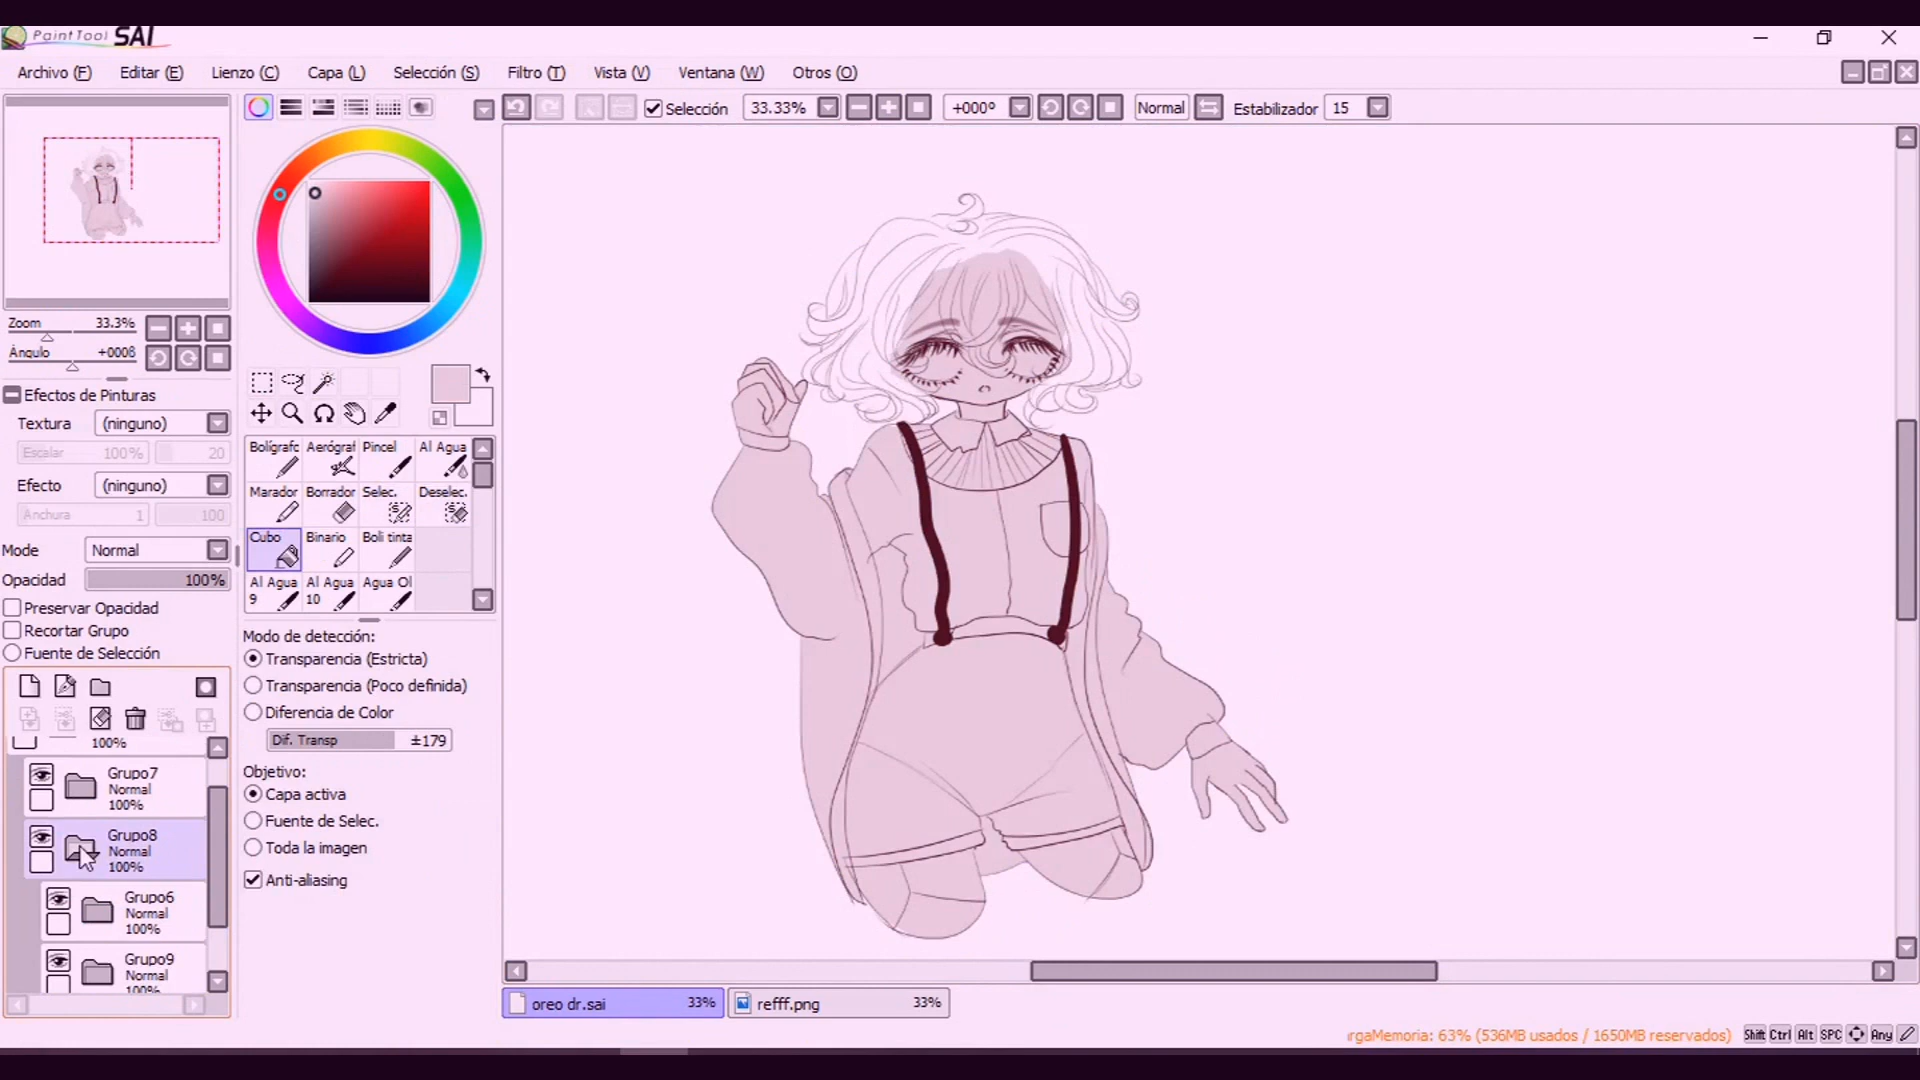 PaintTool SAI
Archivo (F) Editar (E) Lienzo (C) Capa (L) Selección (S) Filtro (T) Vista (V) Ventana (W) Otros (O)
Selección 33.33% +000º Normal Estabilizador 15
Zoom 33.3%
Ángulo +000ß
Efectos de Pinturas
Textura (ninguno)
Escalar 100% 20
Efecto (ninguno)
Anchura 1 100
Mode Normal
Opacidad 100%
Preservar Opacidad
Recortar Grupo
Fuente de Selección
100%
Grupo7
Normal
100%
Grupo8
Normal
100%
Grupo6
Normal
100%
Grupo9
Normal
100%
Bolígrafc Aerógraf Pincel Al Agua
Marador Borrador Selec. Deselec.
Cubo Binario Boli tinta
Al Agua 9 Al Agua 10 Agua Ol
Modo de detección:
Transparencia (Estricta)
Transparencia (Poco definida)
Diferencia de Color
Dif. Transp ±179
Objetivo:
Capa activa
Fuente de Selec.
Toda la imagen
Anti-aliasing
oreo dr.sai 33% refff.png 33%
rgaMemoria: 63% (536MB usados / 1650MB reservados) Shift Ctrl Alt SPC Any